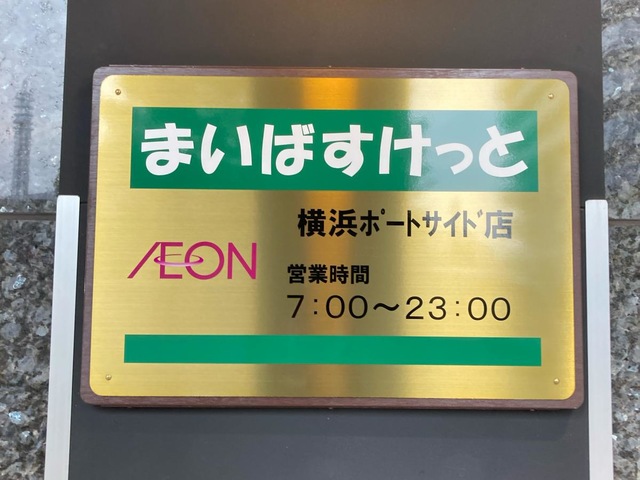 まいばすけっと
横浜ﾎﾟｰﾄサイド店
AEON
営業時間
7:00～23:00